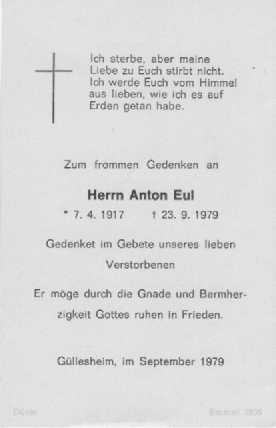 Ich sterbe, aber meine
Liebe zu Euch stirbt nicht.
Ich werde Euch vom Himmel
aus lieben, wie ich es auf
Erden getan habe.
Zum frommen Gedenken an
Herrn Anton Eul
* 7. 4. 1917 † 23. 9. 1979
Gedenket im Gebete unseres lieben
Verstorbenen
Er möge durch die Gnade und Barmher-
zigkeit Gottes ruhen in Frieden.
Güllesheim, im September 1979
Dürer Emmel 1809